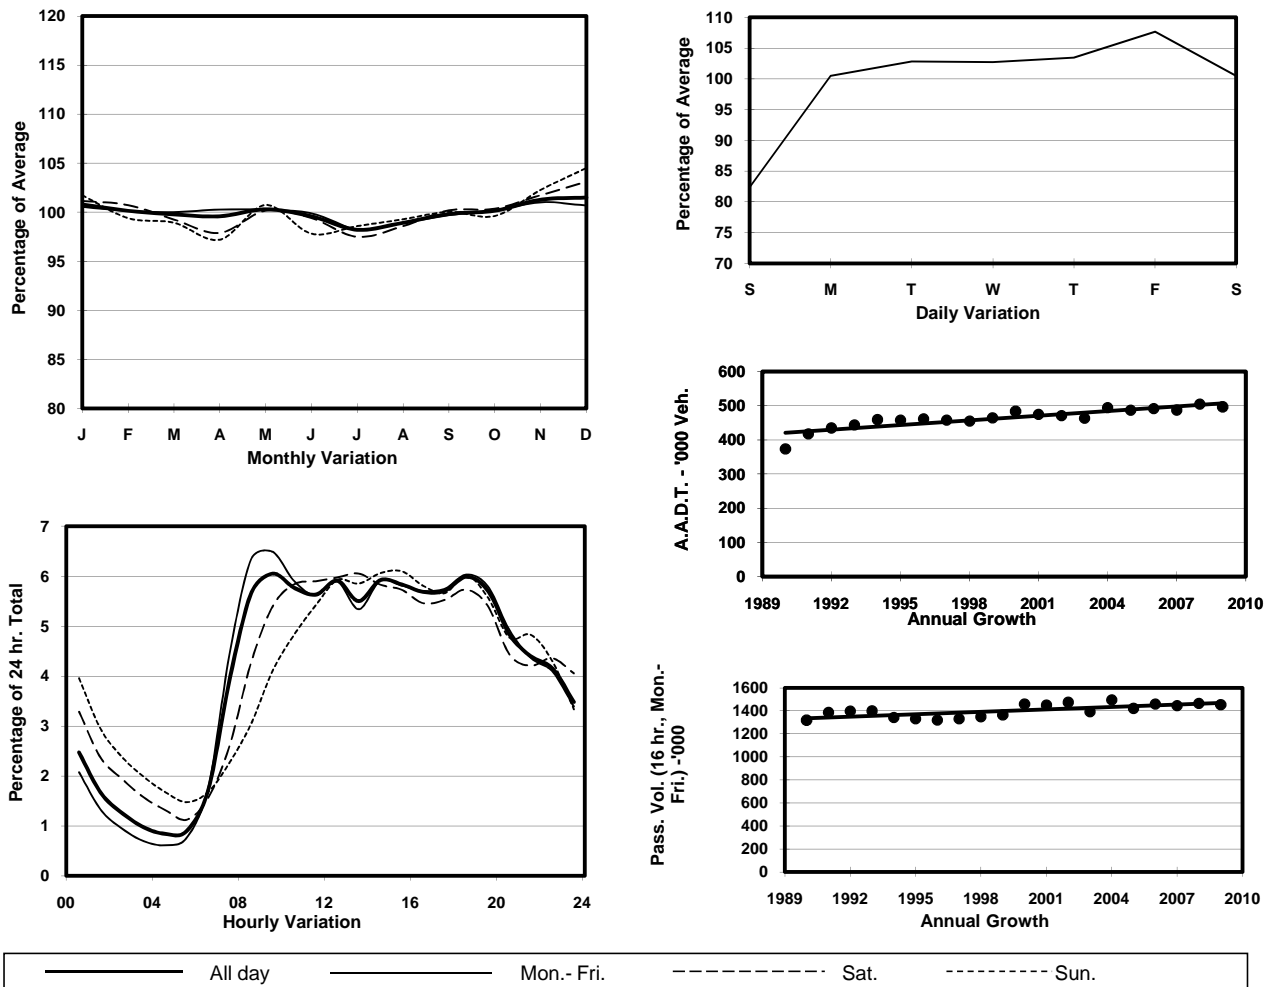 120
115
110
105
100
95
90
85
80
Percentage of Average
J F M A M J J A S O N D
Monthly Variation
110
105
100
95
90
85
80
75
70
Percentage of Average
S M T W T F S
Daily Variation
600
500
400
300
200
100
0
A.A.D.T. - '000 Veh.
1989 1992 1995 1998 2001 2004 2007 2010
Annual Growth
7
6
5
4
3
2
1
0
Percentage of 24 hr. Total
00 04 08 12 16 20 24
Hourly Variation
1600
1400
1200
1000
800
600
400
200
0
Pass. Vol. (16 hr., Mon.-
Fri.) -'000
1989 1992 1995 1998 2001 2004 2007 2010
Annual Growth
All day Mon.- Fri. Sat. Sun.